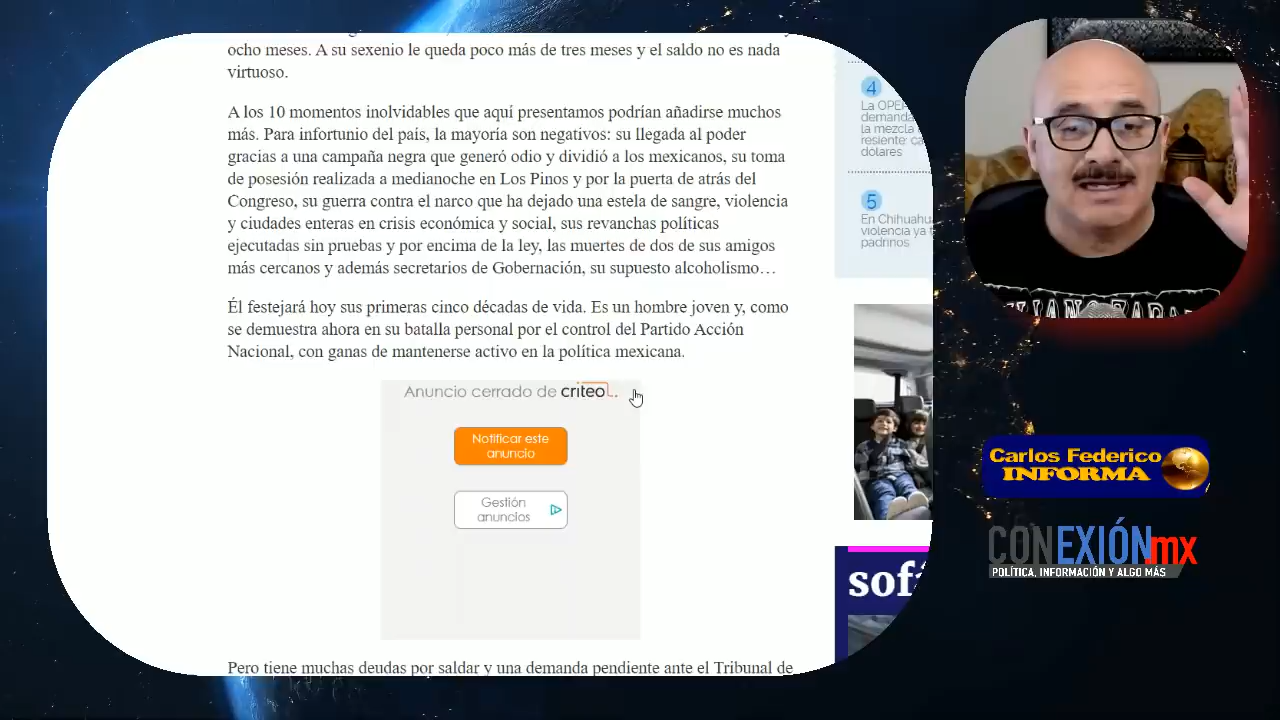 ocho meses. A su sexenio le queda poco más de tres meses y el saldo no es nada
virtuoso.
A los 10 momentos inolvidables que aquí presentamos podrían añadirse muchos
más. Para infortunio del país, la mayoría son negativos: su llegada al poder
gracias a una campaña negra que generó odio y dividió a los mexicanos, su toma
de posesión realizada a medianoche en Los Pinos y por la puerta de atrás del
Congreso, su guerra contra el narco que ha dejado una estela de sangre, violencia
y ciudades enteras en crisis económica y social, sus revanchas políticas
ejecutadas sin pruebas y por encima de la ley, las muertes de dos de sus amigos
más cercanos y además secretarios de Gobernación, su supuesto alcoholismo…
Él festejará hoy sus primeras cinco décadas de vida. Es un hombre joven y, como
se demuestra ahora en su batalla personal por el control del Partido Acción
Nacional, con ganas de mantenerse activo en la política mexicana.
Anuncio cerrado de criteo
Notificar este
anuncio
Gestión
anuncios
Pero tiene muchas deudas por saldar y una demanda pendiente ante el Tribunal de
4
La OPEP
demanda
la mezcla
resiente:
dólares
5
En Chihuahu
violencia ya
padrinos
sofá
Carlos Federico
INFORMA
CONEXIÓN mx
POLÍTICA, INFORMACIÓN Y ALGO MÁS